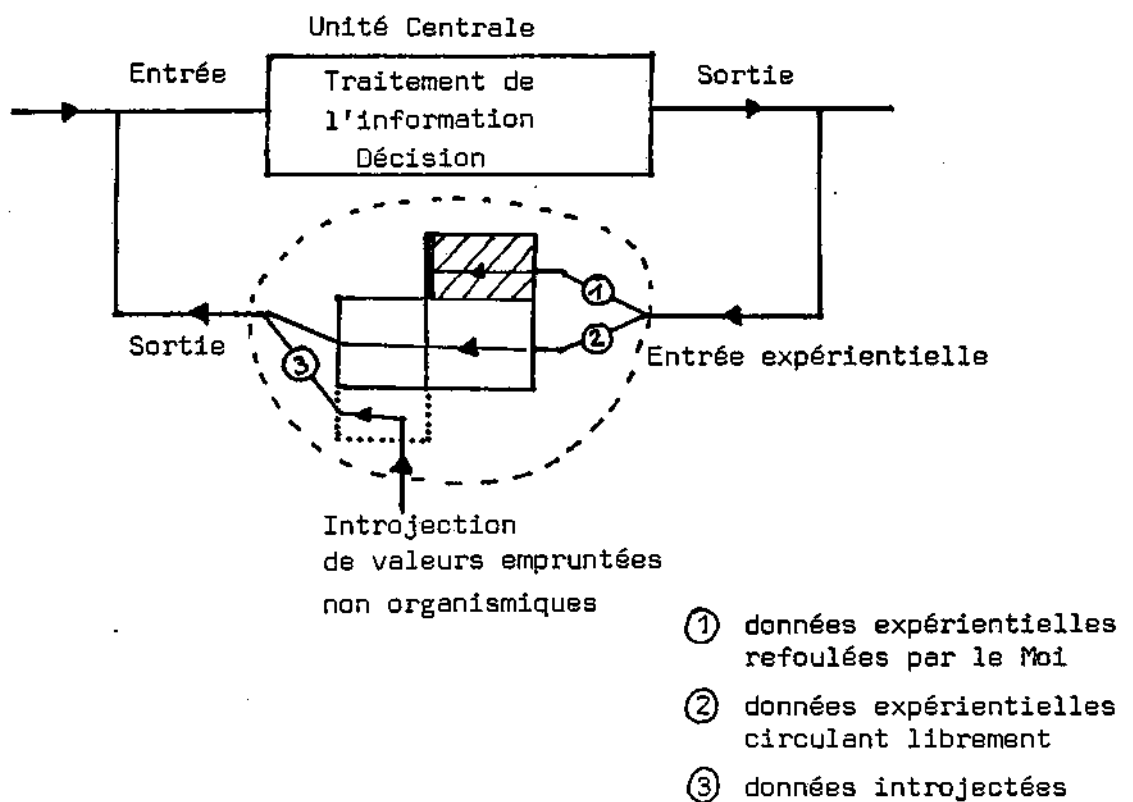 Unité Centrale
Entrée
Traitement de
l'information
Décision
Sortie
1
2
3
Sortie
Entrée expérientielle
Introjection
de valeurs empruntées
non organismiques
1 données expérientielles
refoulées par le Moi
2 données expérientielles
circulant librement
3 données introjectées